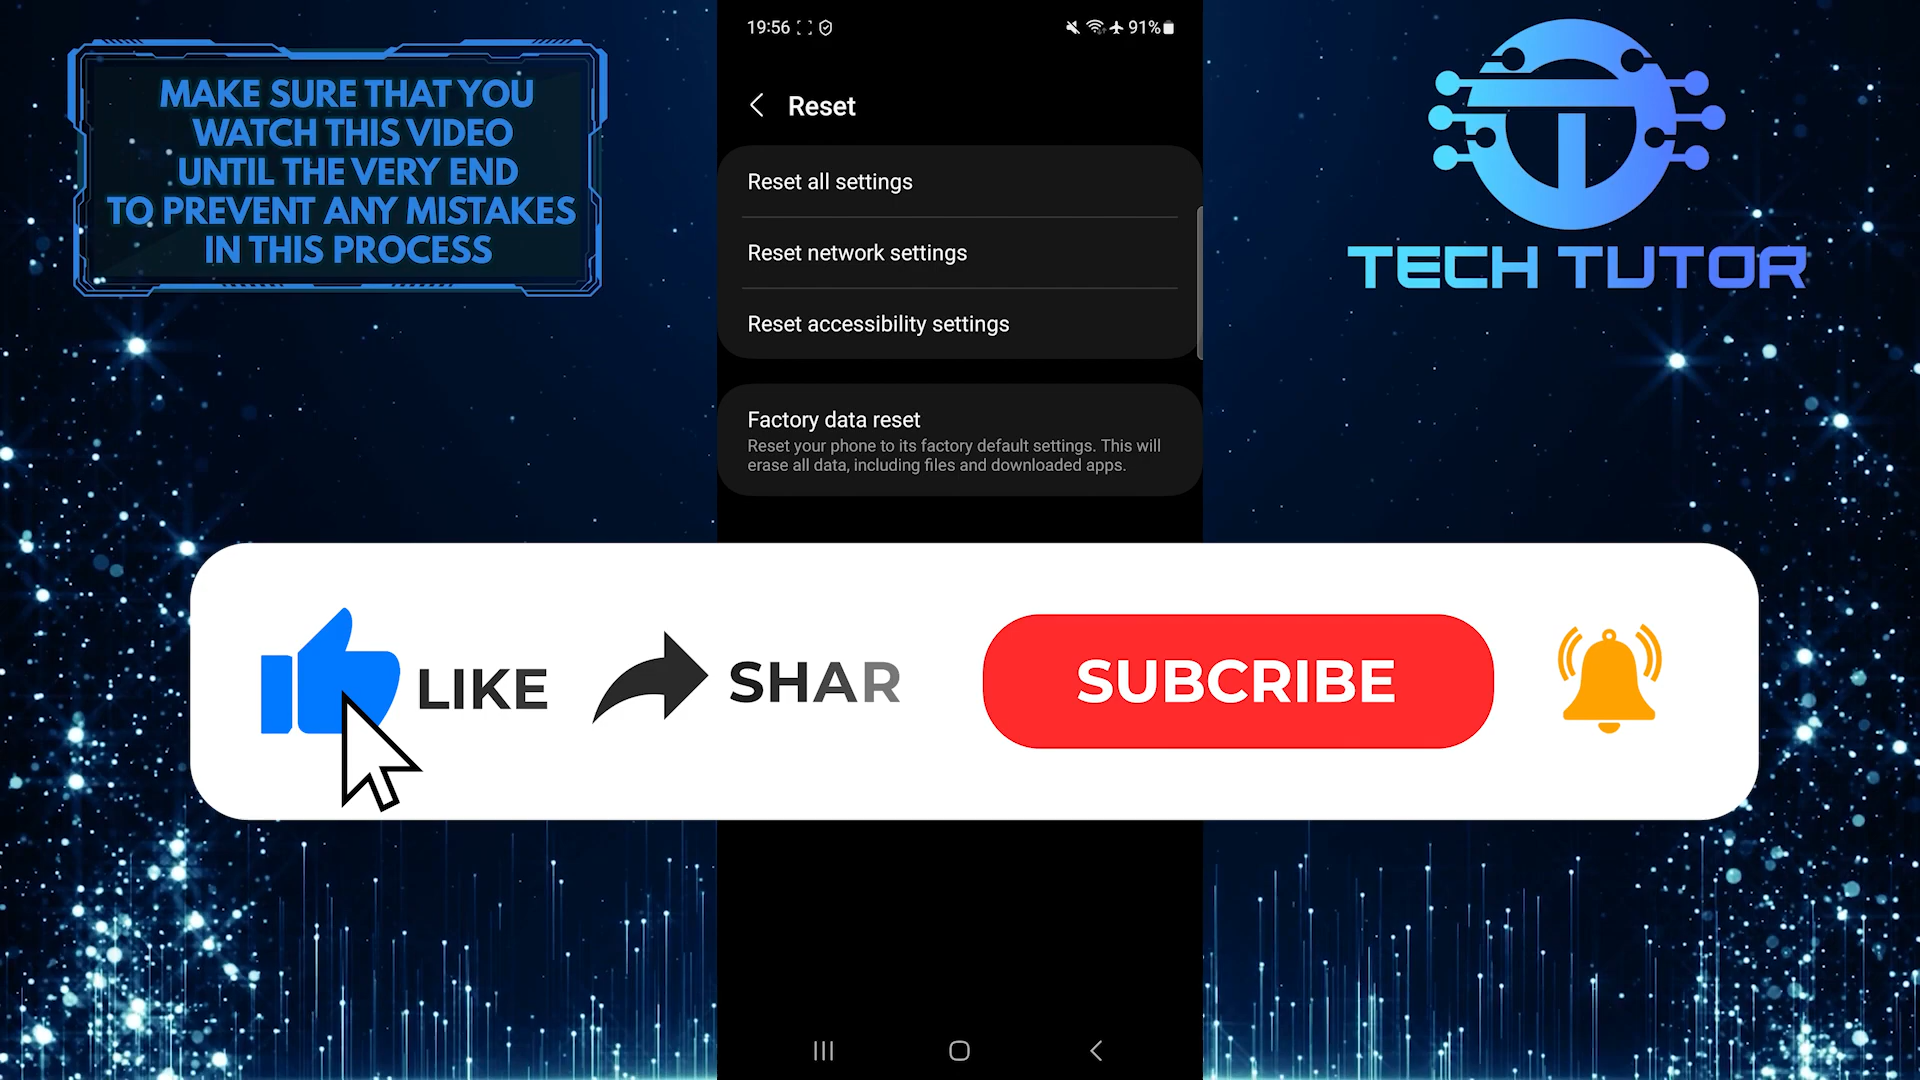 MAKE SURE THAT YOU
WATCH THIS VIDEO
UNTIL THE VERY END
TO PREVENT ANY MISTAKES
IN THIS PROCESS
19:56
91%
Reset
Reset all settings
Reset network settings
Reset accessibility settings
Factory data reset
Reset your phone to its factory default settings. This will
erase all data, including files and downloaded apps.
TECH TUTOR
LIKE
SHAR
SUBCRIBE